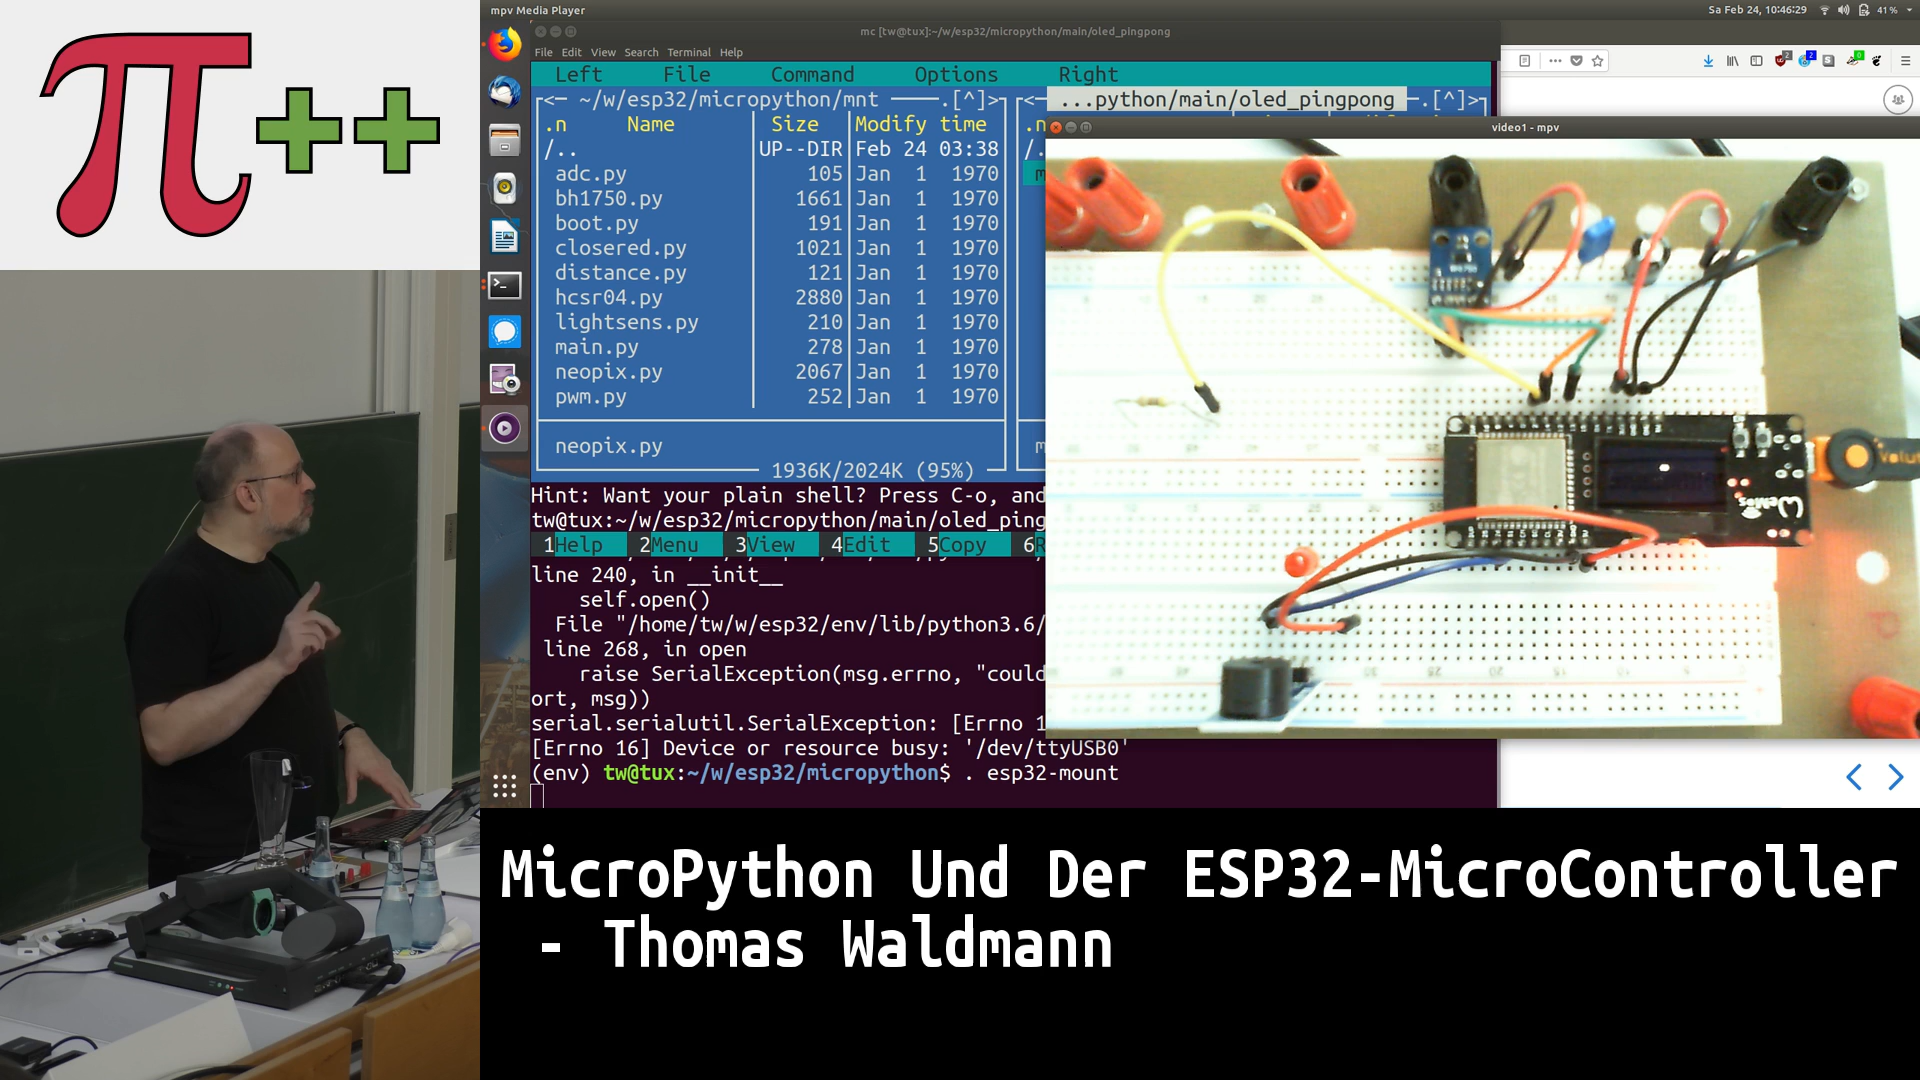 π++
mpv Media Player
Sa Feb 24, 10:46:29
41%
mc [tw@tux]:~/w/esp32/micropython/main/oled_pingpong
File Edit View Search Terminal Help
Left File Command Options Right
<─ ~/w/esp32/micropython/mnt ────.[^]>
<─ ...python/main/oled_pingpong ─.[^]>
.n Name Size Modify time
/.. UP--DIR Feb 24 03:38
adc.py 105 Jan 1 1970
bh1750.py 1661 Jan 1 1970
boot.py 191 Jan 1 1970
closered.py 1021 Jan 1 1970
distance.py 121 Jan 1 1970
hcsr04.py 2880 Jan 1 1970
lightsens.py 210 Jan 1 1970
main.py 278 Jan 1 1970
neopix.py 2067 Jan 1 1970
pwm.py 252 Jan 1 1970
neopix.py
1936K/2024K (95%)
.n
/.
m
m
Hint: Want your plain shell? Press C-o, and
tw@tux:~/w/esp32/micropython/main/oled_ping
1Help 2Menu 3View 4Edit 5Copy 6R
line 240, in __init__
self.open()
File "/home/tw/w/esp32/env/lib/python3.6/
line 268, in open
raise SerialException(msg.errno, "could
ort, msg))
serial.serialutil.SerialException: [Errno 1
[Errno 16] Device or resource busy: '/dev/ttyUSB0'
(env) tw@tux:~/w/esp32/micropython$ . esp32-mount
video1 - mpv
WeMos
MicroPython Und Der ESP32-MicroController
- Thomas Waldmann